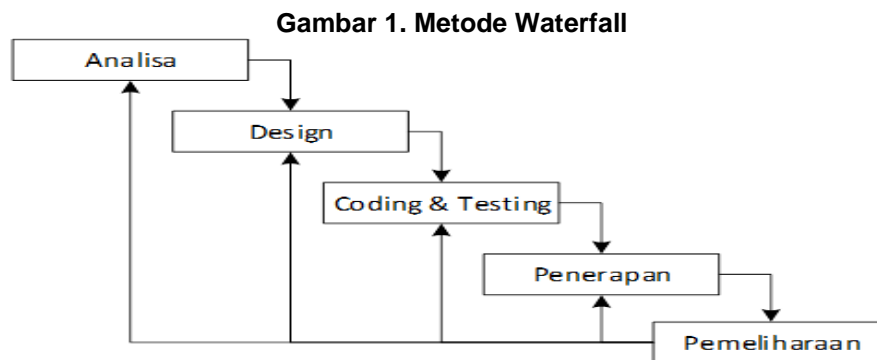 Gambar 1. Metode Waterfall
Analisa
Design
Coding & Testing
Penerapan
Pemeliharaan